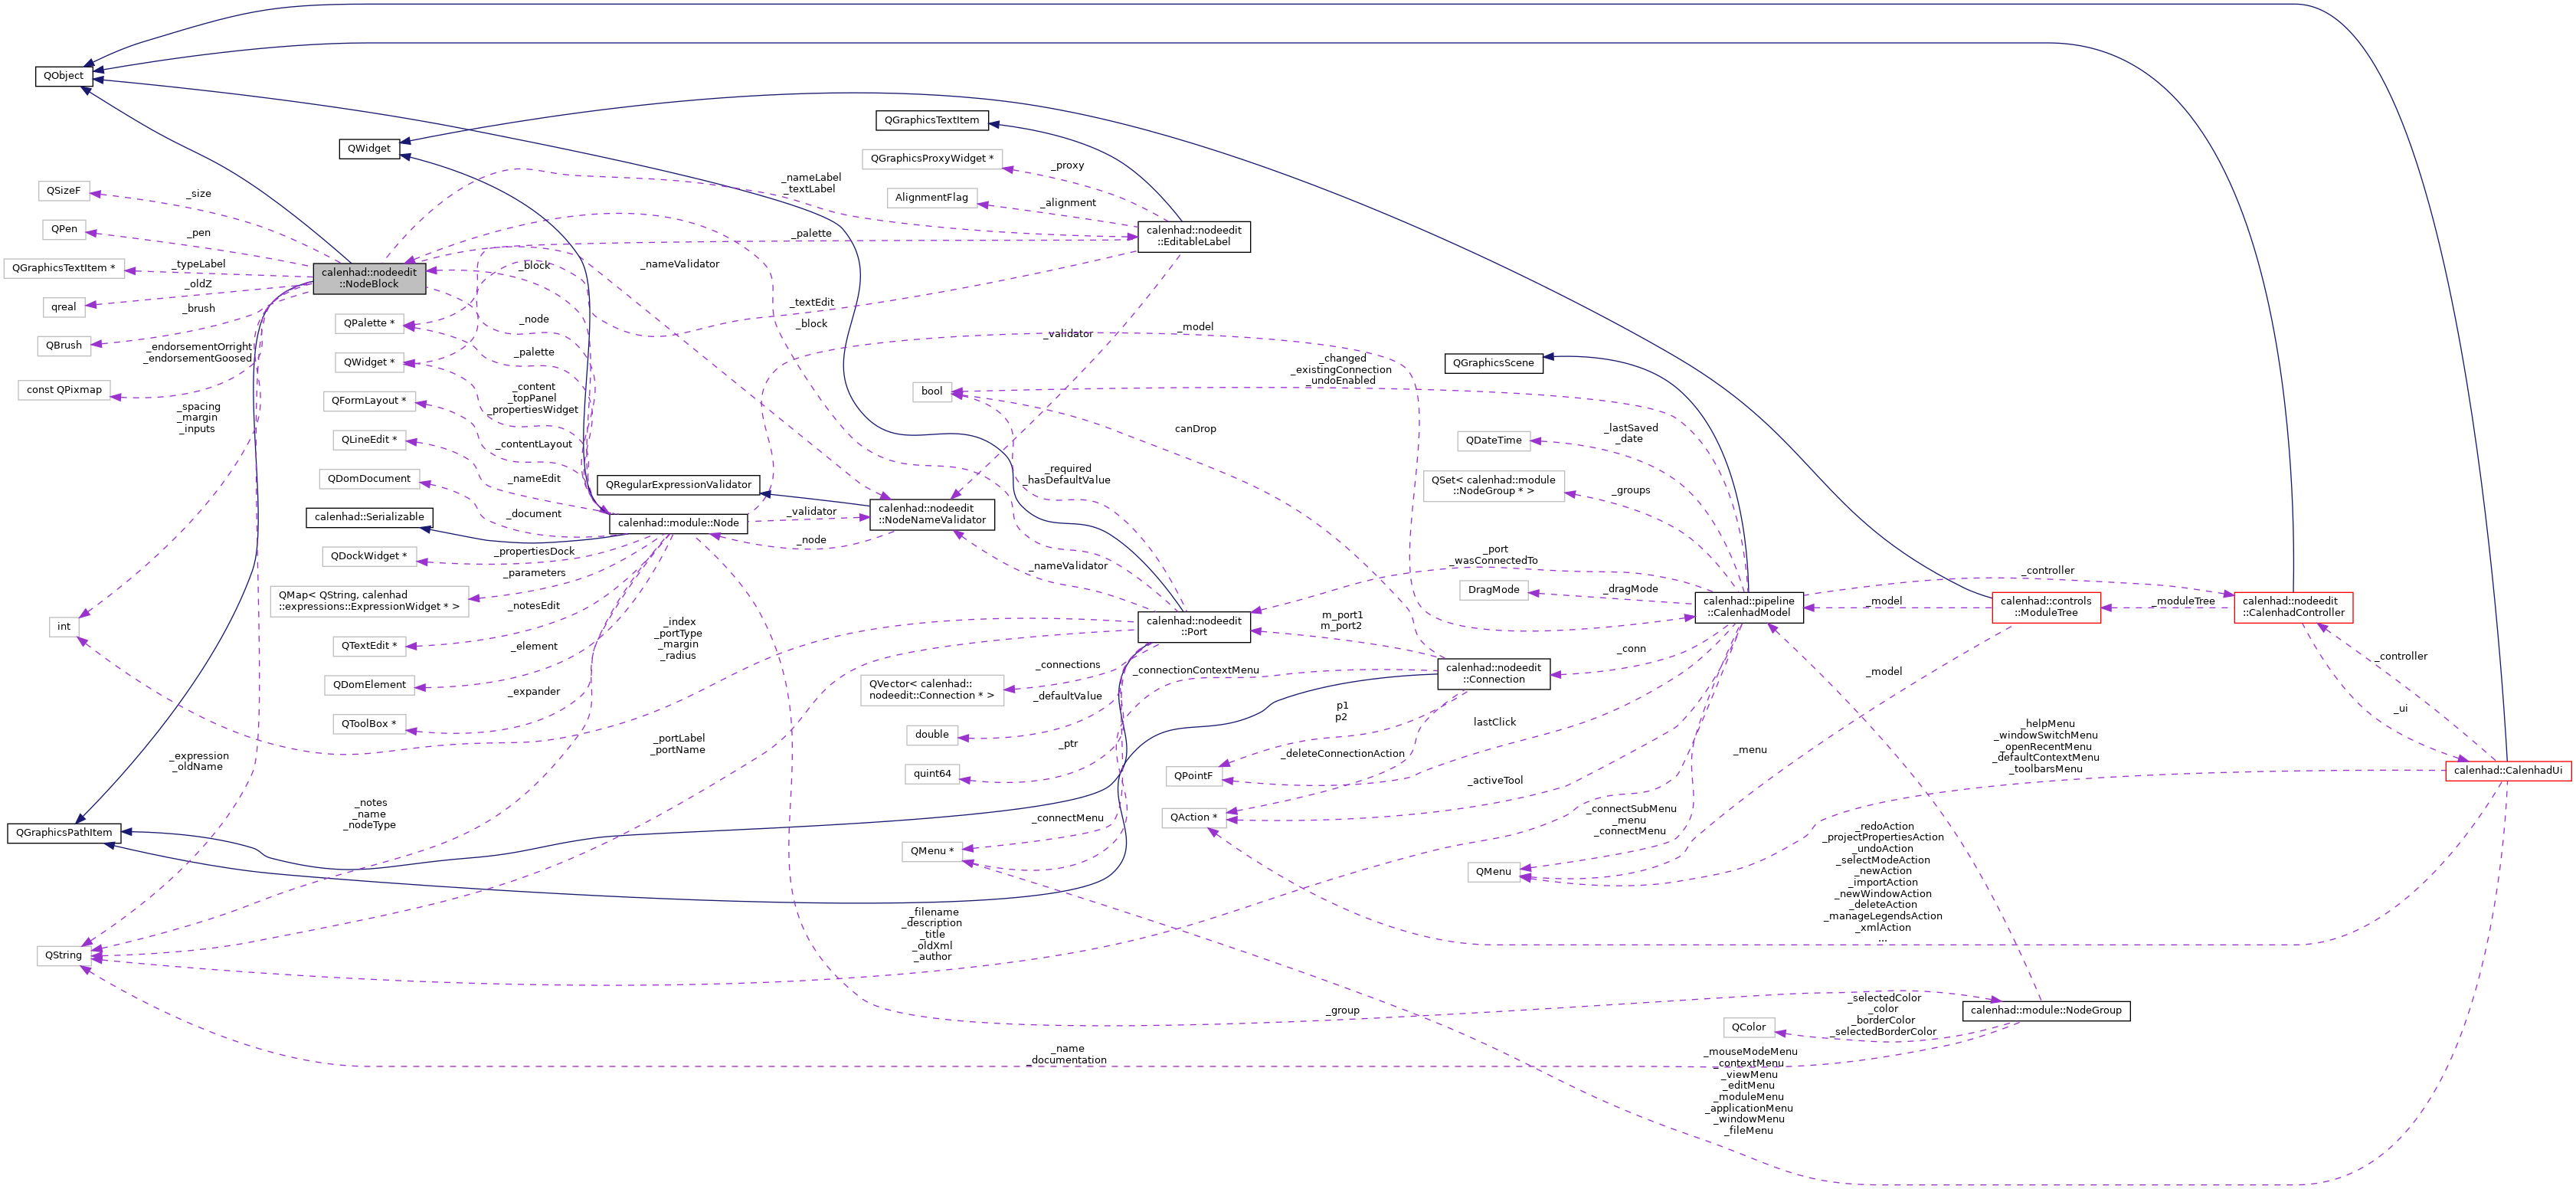 QObject
QGraphicsTextItem
QWidget
QGraphicsProxyWidget *
_proxy
_nameLabel
_textLabel
QSizeF
_size
AlignmentFlag
_alignment
QPen
_pen
_palette
calenhad::nodeedit
::EditableLabel
QGraphicsTextItem *
_typeLabel
calenhad::nodeedit
::NodeBlock
_block
_nameValidator
_oldZ
qreal
_brush
_textEdit
QPalette *
_node
_block
_validator
_model
QBrush
_endorsementOrright
_endorsementGoosed
_palette
QWidget *
_changed
_existingConnection
_undoEnabled
QGraphicsScene
const QPixmap
_content
_topPanel
_propertiesWidget
bool
QFormLayout *
_spacing
_margin
_inputs
canDrop
_lastSaved
_date
QLineEdit *
_contentLayout
QDateTime
_required
_hasDefaultValue
QDomDocument
_nameEdit
QRegularExpressionValidator
QSet< calenhad::module
::NodeGroup * >
_groups
calenhad::Serializable
_document
calenhad::module::Node
_validator
calenhad::nodeedit
::NodeNameValidator
_node
QDockWidget *
_propertiesDock
_port
_wasConnectedTo
_nameValidator
_parameters
_controller
QMap< QString, calenhad
::expressions::ExpressionWidget * >
DragMode
_dragMode
calenhad::pipeline
::CalenhadModel
_model
calenhad::controls
::ModuleTree
_moduleTree
calenhad::nodeedit
::CalenhadController
_notesEdit
int
_index
_portType
_margin
_radius
calenhad::nodeedit
::Port
m_port1
m_port2
QTextEdit *
_element
_conn
_controller
QDomElement
_connections
_connectionContextMenu
calenhad::nodeedit
::Connection
_model
QVector< calenhad::
nodeedit::Connection * >
_expander
_defaultValue
p1
p2
_ui
QToolBox *
lastClick
_helpMenu
_windowSwitchMenu
_openRecentMenu
_defaultContextMenu
_toolbarsMenu
double
_portLabel
_portName
_ptr
_deleteConnectionAction
_menu
_expression
_oldName
quint64
QPointF
_activeTool
calenhad::CalenhadUi
_notes
_name
_nodeType
QGraphicsPathItem
_connectMenu
QAction *
_connectSubMenu
_menu
_connectMenu
QMenu *
QMenu
_redoAction
_projectPropertiesAction
_undoAction
_selectModeAction
_newAction
_importAction
_newWindowAction
_deleteAction
_manageLegendsAction
_xmlAction
...
_filename
_description
_title
_oldXml
_author
QString
_group
_selectedColor
_color
_borderColor
_selectedBorderColor
calenhad::module::NodeGroup
QColor
_name
_documentation
_mouseModeMenu
_contextMenu
_viewMenu
_editMenu
_moduleMenu
_applicationMenu
_windowMenu
_fileMenu